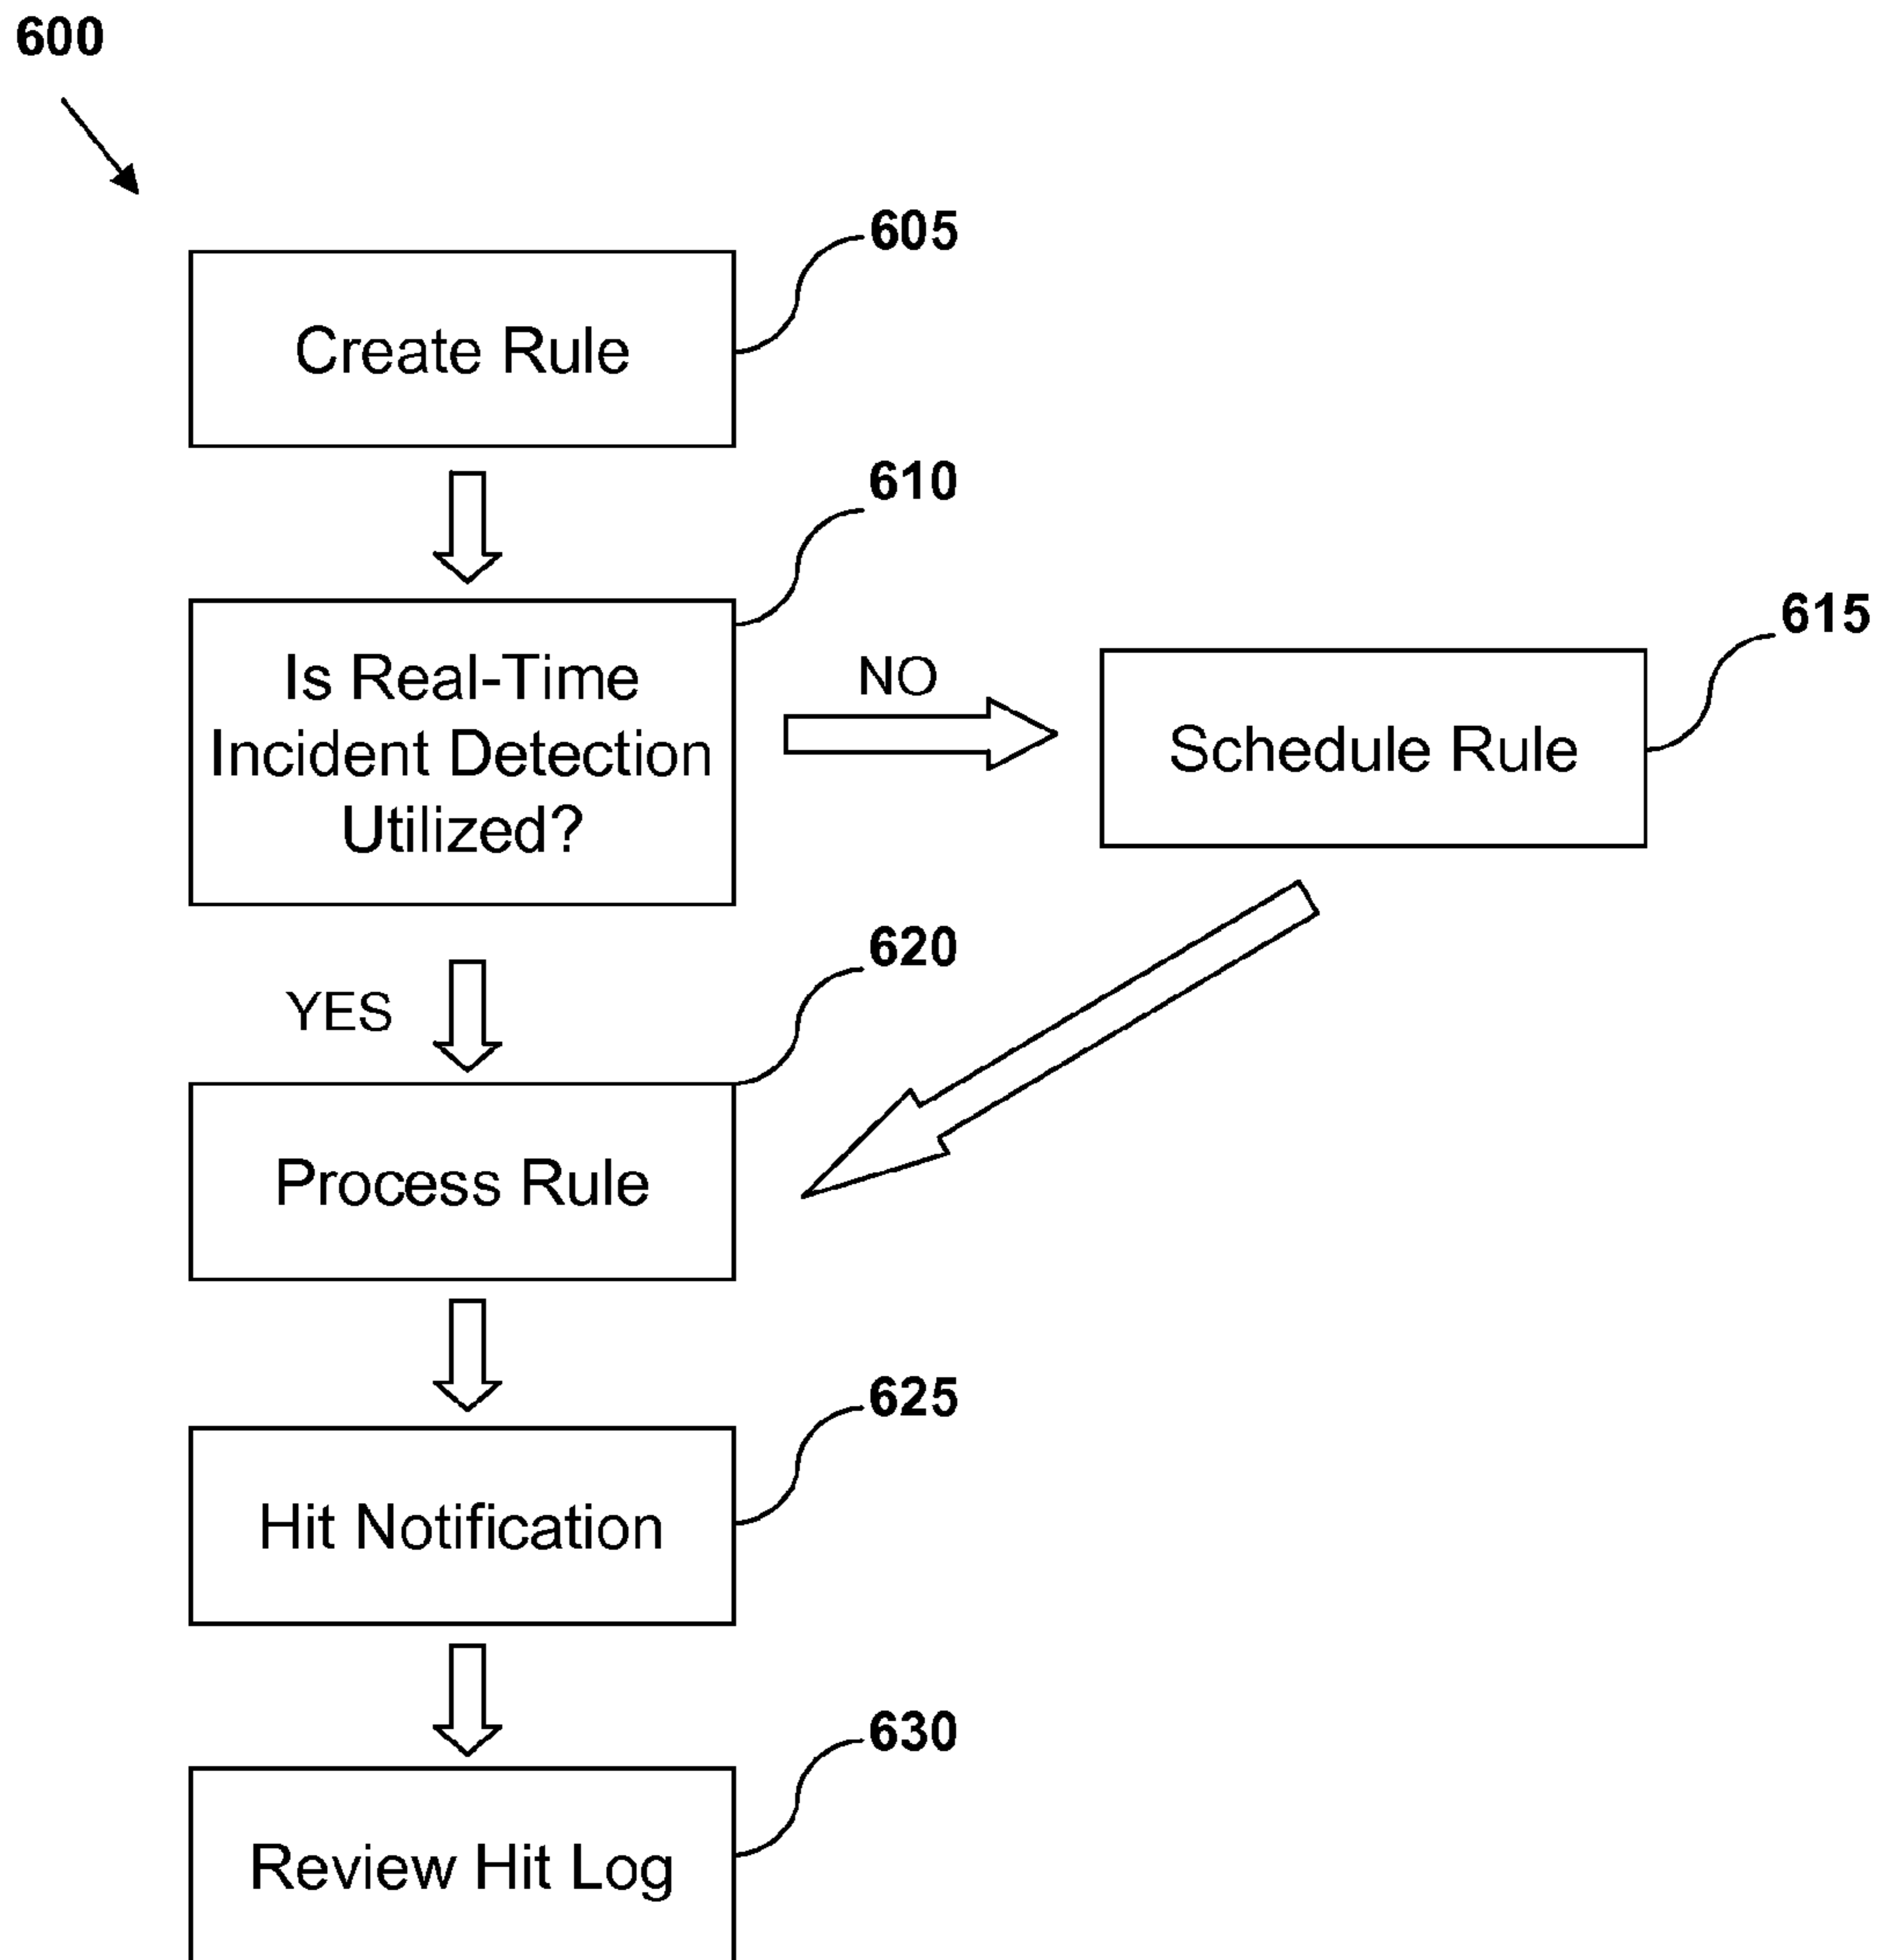 600
605
Create Rule
610
Is Real-Time
Incident Detection
Utilized?
NO
615
Schedule Rule
YES
620
Process Rule
625
Hit Notification
630
Review Hit Log